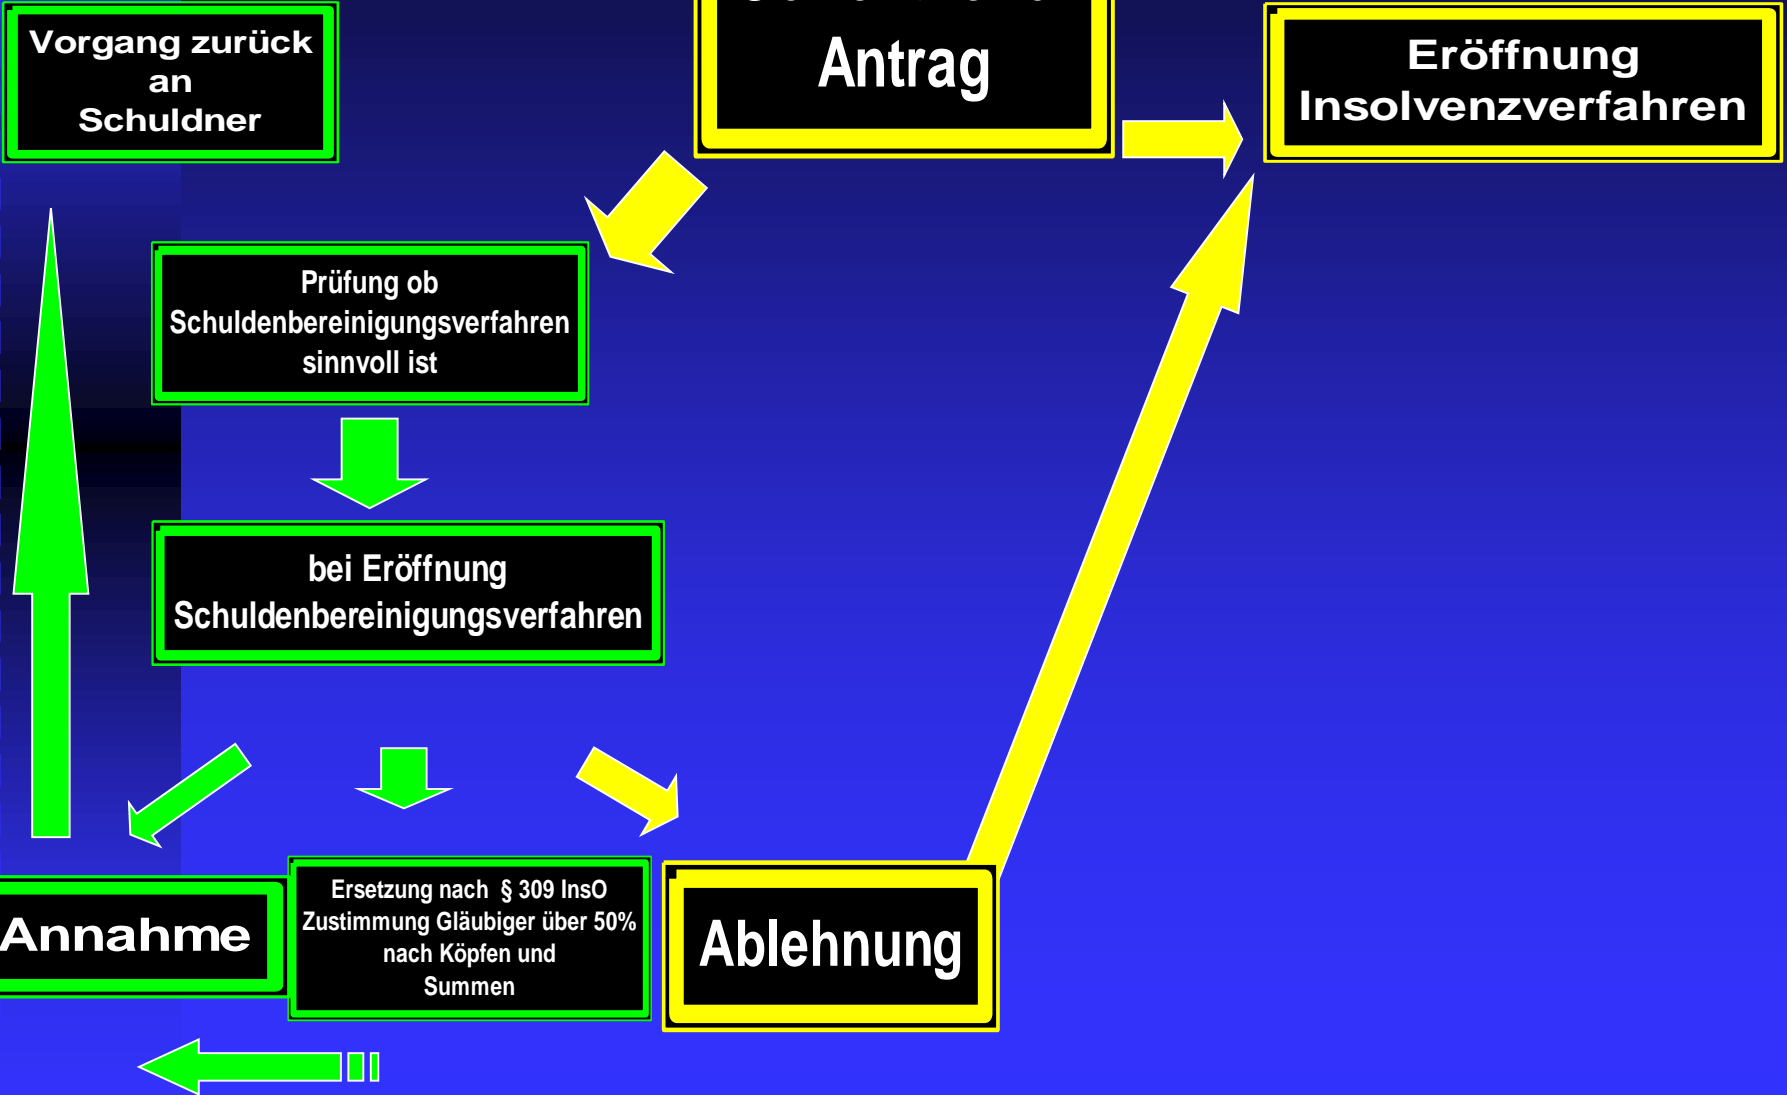 Vorgang zurück
an
Schuldner
Antrag
Eröffnung
Insolvenzverfahren
Prüfung ob
Schuldenbereinigungsverfahren
sinnvoll ist
bei Eröffnung
Schuldenbereinigungsverfahren
Annahme
Ersetzung nach § 309 InsO
Zustimmung Gläubiger über 50%
nach Köpfen und
Summen
Ablehnung